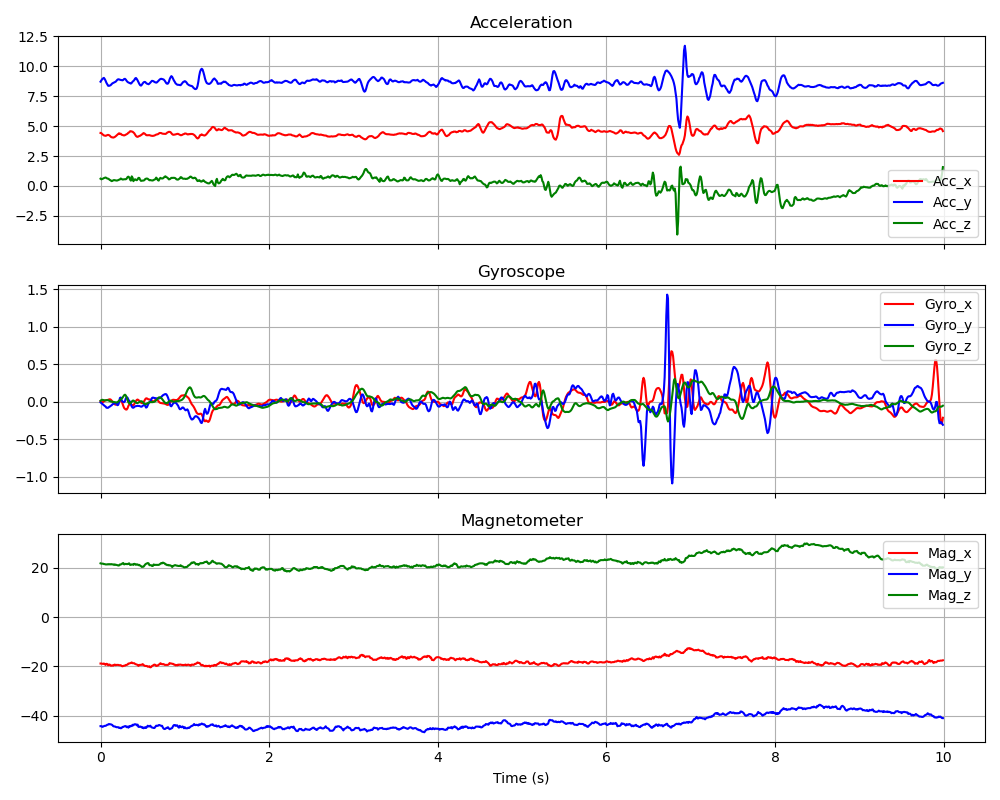 Acceleration
12.5
10.0
7.5
5.0
2.5
0.0
−2.5
Acc_x
Acc_y
Acc_z
Gyroscope
1.5
1.0
0.5
0.0
−0.5
−1.0
Gyro_x
Gyro_y
Gyro_z
Magnetometer
20
0
−20
−40
Mag_x
Mag_y
Mag_z
0 2 4 6 8 10
Time (s)